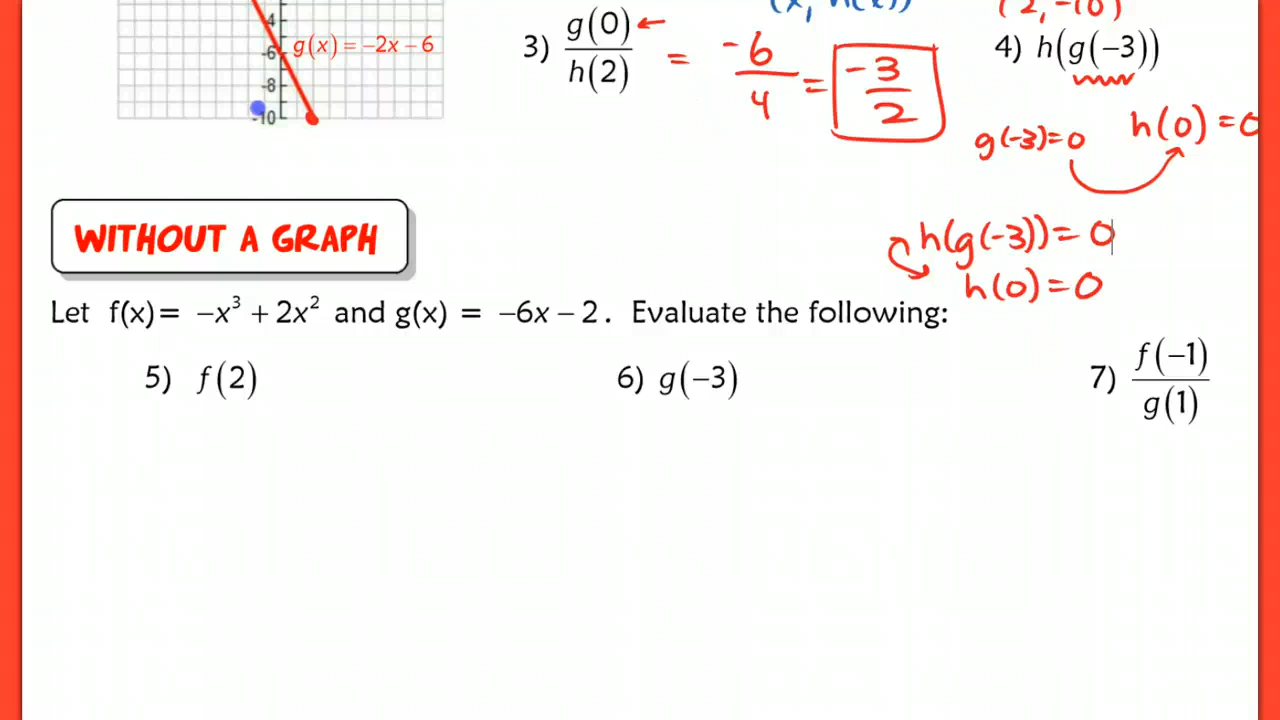 (x, h(x))
(2, -10)
-4
g(x) = −2x − 6
-6
-8
-10
3) g(0)/h(2) = -6/4 = -3/2
4) h(g(−3))
g(-3)=0
h(0)=0
h(g(-3))=0
h(0)=0
WITHOUT A GRAPH
Let f(x)= −x³ + 2x² and g(x) = −6x − 2. Evaluate the following:
5) f(2)
6) g(−3)
7) f(−1)/g(1)